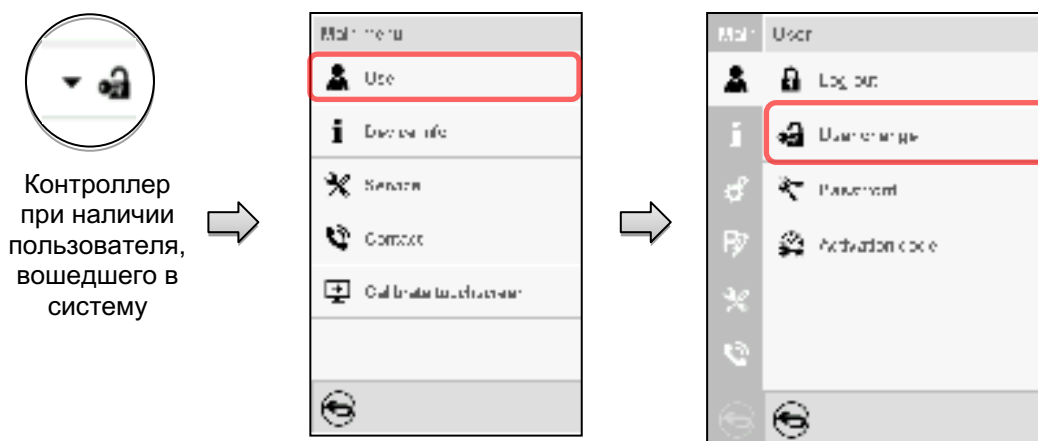 Контроллер
при наличии
пользователя,
вошедшего в
систему
Main menu
User
Device info
Service
Contact
Calibrate touchscreen
Main User
Log out
User change
Password
Activation code